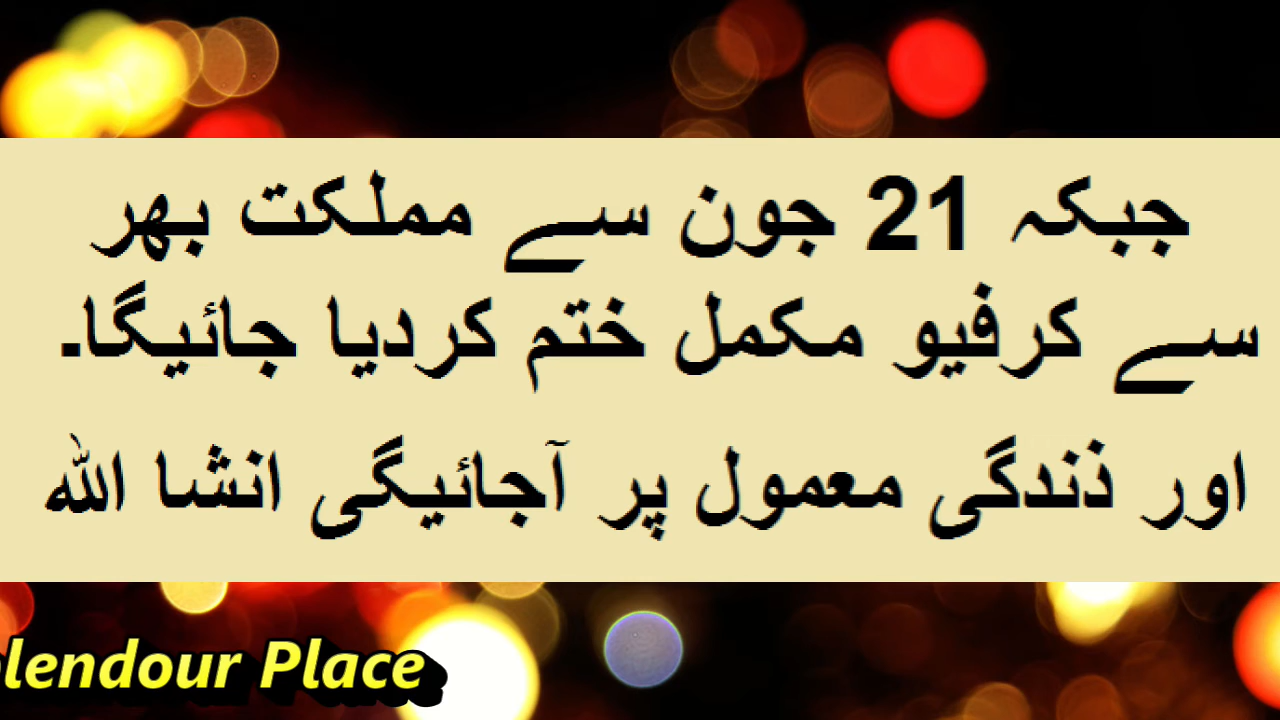 جبکہ 21 جون سے مملکت بھر
سے کرفیو مکمل ختم کردیا جائیگا۔
اور ذندگی معمول پر آجائیگی انشا اللہ
lendour Place